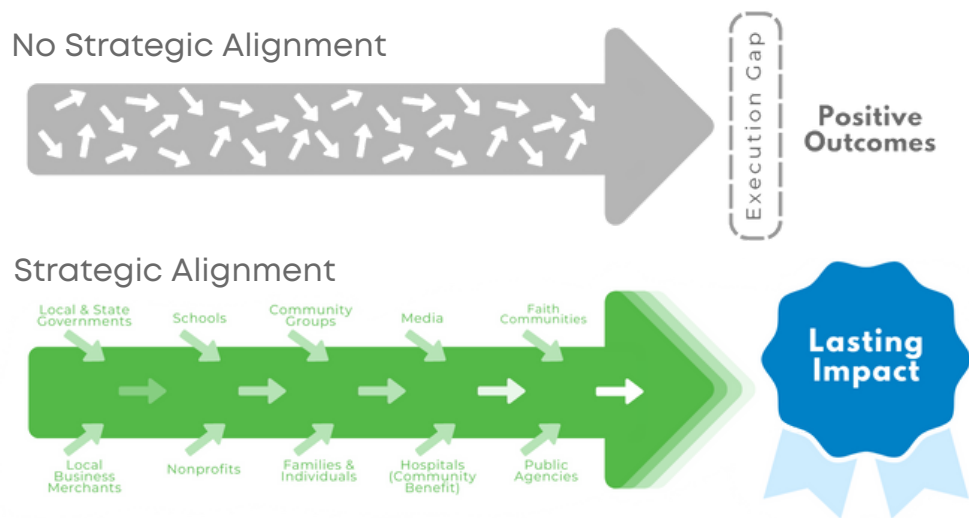 No Strategic Alignment
Execution Gap
Positive
Outcomes
Strategic Alignment
Local & State
Governments
Schools
Community
Groups
Media
Faith
Communities
Lasting
Impact
Local
Business
Merchants
Nonprofits
Families &
Individuals
Hospitals
(Community
Benefit)
Public
Agencies